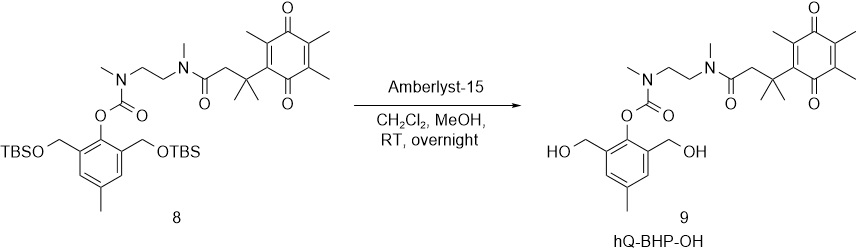 O
N
N
O
O
O
O
TBSO
OTBS
8
Amberlyst-15
CH2Cl2, MeOH,
RT, overnight
O
N
N
O
O
O
O
HO
OH
9
hQ-BHP-OH